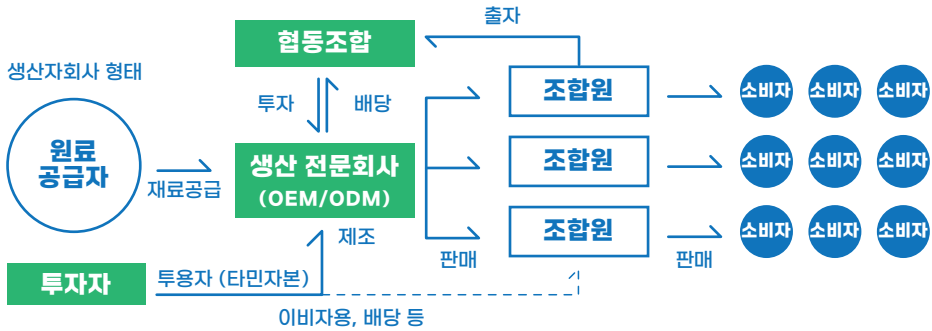 출자
협동조합
생산자회사 형태
투자
배당
조합원
소비자 소비자 소비자
원료
공급자
재료공급
생산 전문회사
(OEM/ODM)
조합원
소비자 소비자 소비자
조합원
소비자 소비자 소비자
제조
판매
판매
투자자
투용자 (타민자본)
이비자용, 배당 등